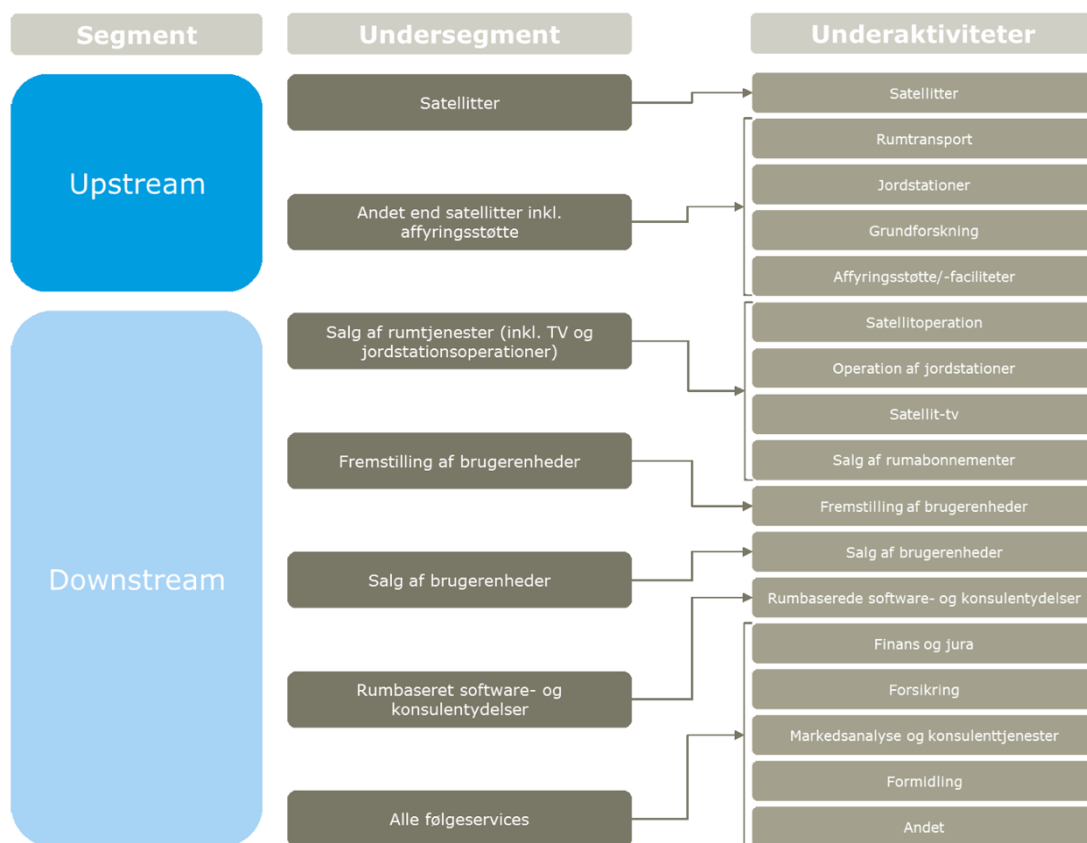 Segment
Undersegment
Underaktiviteter
Upstream
Satellitter
Andet end satellitter inkl.
affyringsstøtte
Satellitter
Rumtransport
Jordstationer
Grundforskning
Affyringsstøtte/-faciliteter
Downstream
Salg af rumtjenester (inkl. TV og
jordstationsoperationer)
Fremstilling af brugerenheder
Salg af brugerenheder
Rumbaseret software- og
konsulentydelser
Alle følgeservices
Satellitoperation
Operation af jordstationer
Satellit-tv
Salg af rumabonnementer
Fremstilling af brugerenheder
Salg af brugerenheder
Rumbaserede software- og konsulentydelser
Finans og jura
Forsikring
Markedsanalyse og konsulenttjenester
Formidling
Andet